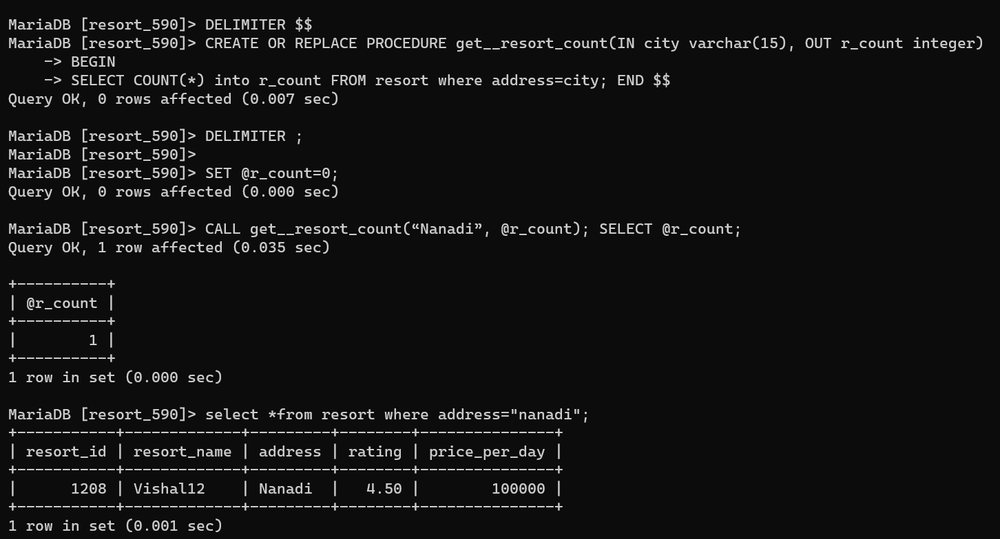 MariaDB [resort_590]> DELIMITER $$
MariaDB [resort_590]> CREATE OR REPLACE PROCEDURE get__resort_count(IN city varchar(15), OUT r_count integer)
    -> BEGIN
    -> SELECT COUNT(*) into r_count FROM resort where address=city; END $$
Query OK, 0 rows affected (0.007 sec)

MariaDB [resort_590]> DELIMITER ;
MariaDB [resort_590]>
MariaDB [resort_590]> SET @r_count=0;
Query OK, 0 rows affected (0.000 sec)

MariaDB [resort_590]> CALL get__resort_count(“Nanadi”, @r_count); SELECT @r_count;
Query OK, 1 row affected (0.035 sec)

+----------+
| @r_count |
+----------+
|        1 |
+----------+
1 row in set (0.000 sec)

MariaDB [resort_590]> select *from resort where address="nanadi";
+-----------+-------------+---------+--------+---------------+
| resort_id | resort_name | address | rating | price_per_day |
+-----------+-------------+---------+--------+---------------+
|      1208 | Vishal12    | Nanadi  |   4.50 |        100000 |
+-----------+-------------+---------+--------+---------------+
1 row in set (0.001 sec)